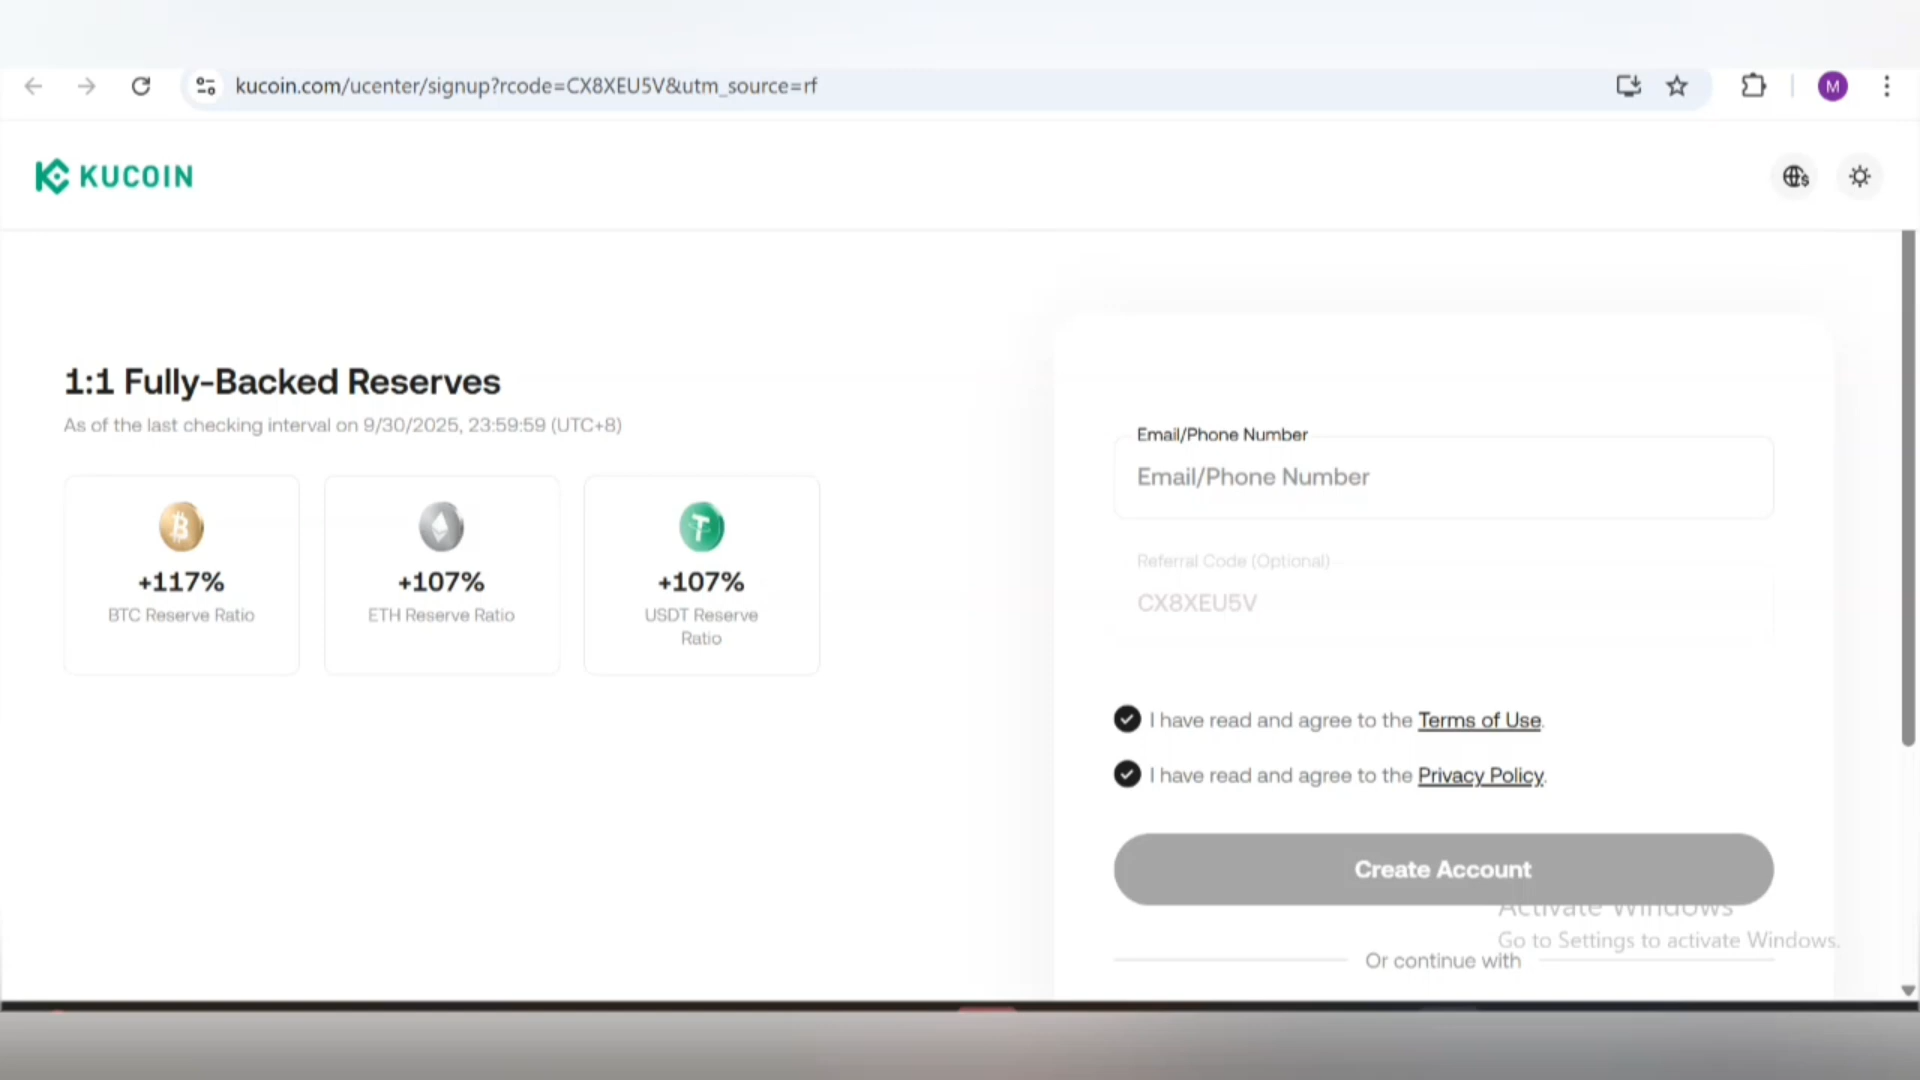 kucoin.com/ucenter/signup?rcode=CX8XEU5V&utm_source=rf
M
KUCOIN
1:1 Fully-Backed Reserves
As of the last checking interval on 9/30/2025, 23:59:59 (UTC+8)
+117%
BTC Reserve Ratio
+107%
ETH Reserve Ratio
+107%
USDT Reserve
Ratio
Email/Phone Number
Email/Phone Number
Referral Code (Optional)
CX8XEU5V
I have read and agree to the Terms of Use.
I have read and agree to the Privacy Policy.
Create Account
Activate Windows
Go to Settings to activate Windows.
Or continue with